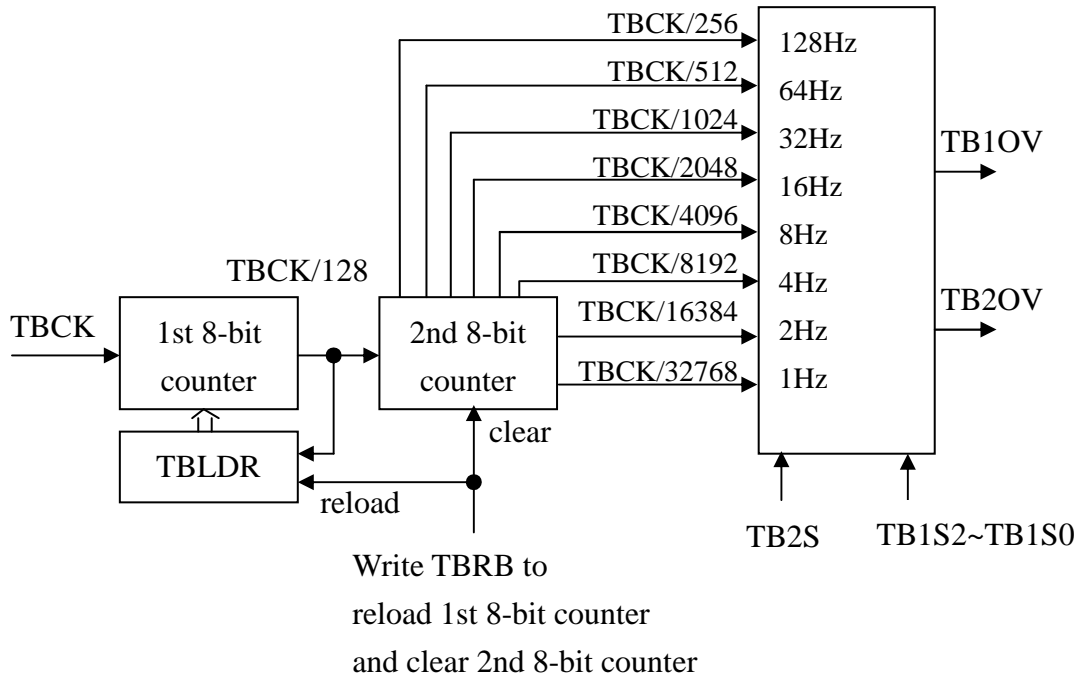 TBCK/256
128Hz
TBCK/512
64Hz
TBCK/1024
32Hz
TB1OV
TBCK/2048
16Hz
TBCK/4096
8Hz
TBCK/128
TBCK/8192
4Hz
TBCK
1st 8-bit
counter
2nd 8-bit
counter
TBCK/16384
2Hz
TB2OV
TBCK/32768
1Hz
clear
TBLDR
reload
TB2S
TB1S2~TB1S0
Write TBRB to
reload 1st 8-bit counter
and clear 2nd 8-bit counter